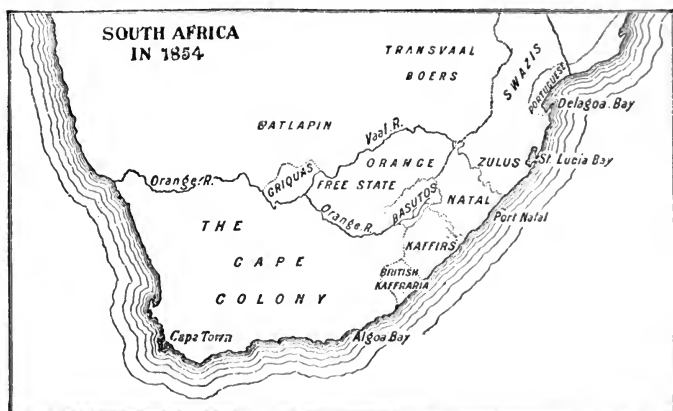 SOUTH AFRICA
IN 1854
TRANSVAAL
BOERS
SWAZIS
PORTUGUESE
Delagoa Bay
BATLAPIN
Vaal R.
ORANGE
FREE STATE
ZULUS
St. Lucia Bay
GRIQUAS
Orange R.
BASUTOS
NATAL
Orange R.
Port Natal
THE
CAPE
COLONY
KAFFIRS
BRITISH
KAFFRARIA
Capa Town
Algoa Bay